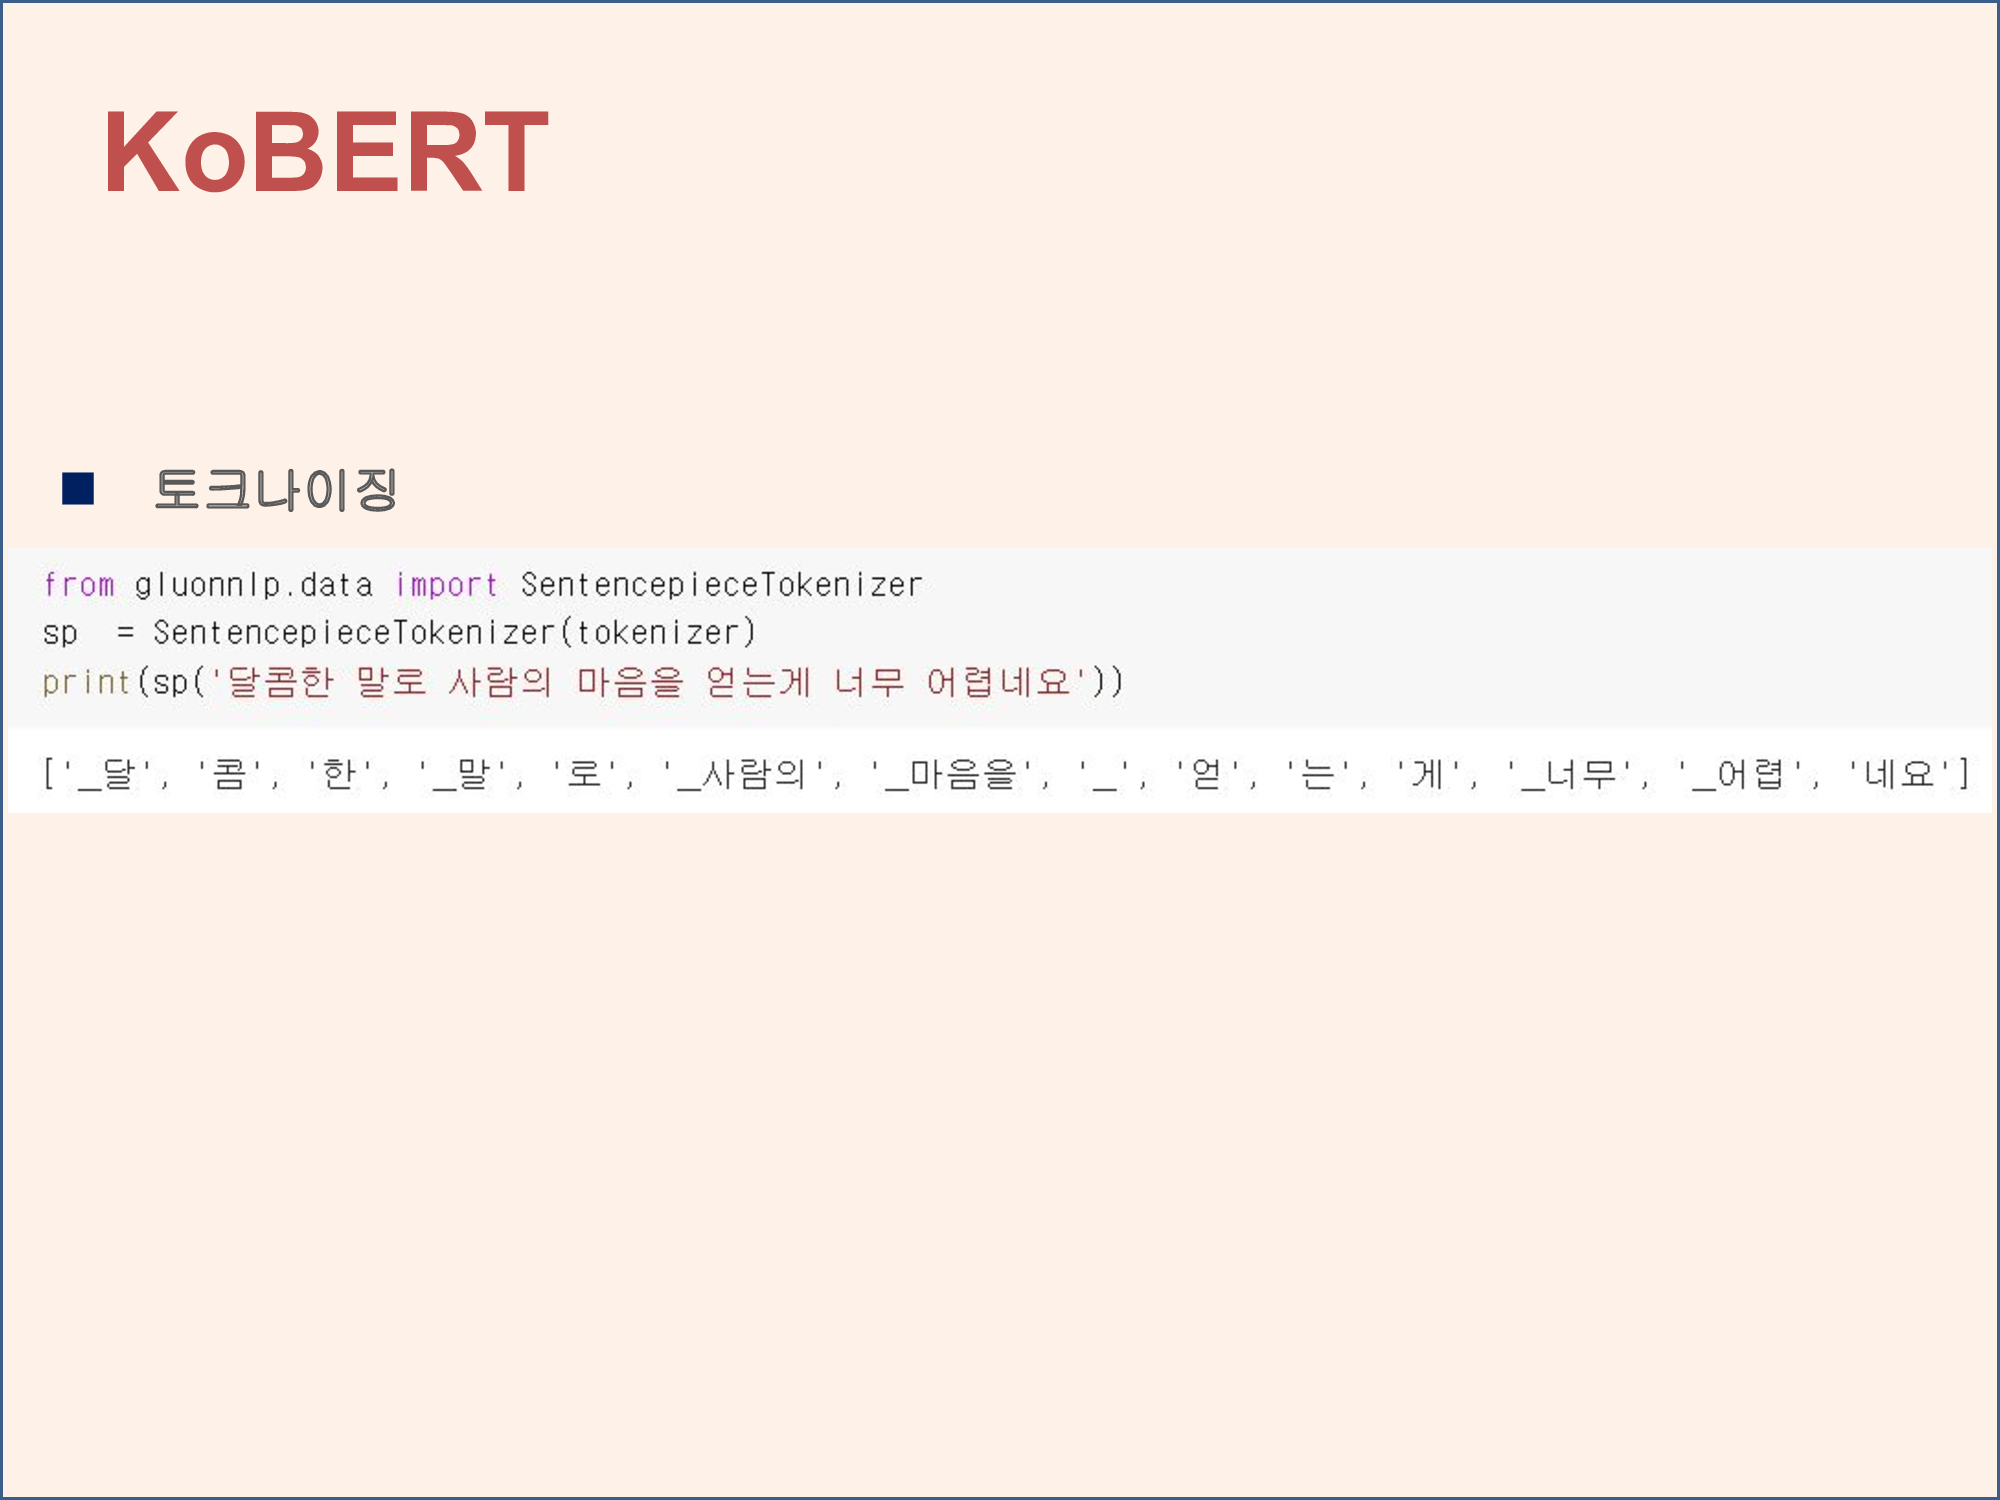 KoBERT
토크나이징
from gluonnlp.data import SentencepieceTokenizer
sp  = SentencepieceTokenizer(tokenizer)
print(sp('달콤한 말로 사람의 마음을 얻는게 너무 어렵네요'))
['_달', '콤', '한', '_말', '로', '_사람의', '_마음을', '_', '얻', '는', '게', '_너무', '_어렵', '네요']